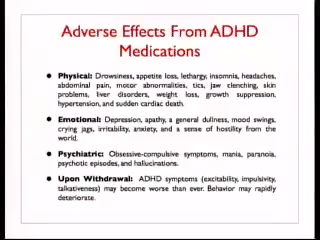 Adverse Effects From ADHD
Medications
● Physical: Drowsiness, appetite loss, lethargy, insomnia, headaches,
abdominal pain, motor abnormalities, tics, jaw clenching, skin
problems, liver disorders, weight loss, growth suppression,
hypertension, and sudden cardiac death.
● Emotional: Depression, apathy, a general dullness, mood swings,
crying jags, irritability, anxiety, and a sense of hostility from the
world.
● Psychiatric: Obsessive-compulsive symptoms, mania, paranoia,
psychotic episodes, and hallucinations.
● Upon Withdrawal: ADHD symptoms (excitability, impulsivity,
talkativeness) may become worse than ever. Behavior may rapidly
deteriorate.